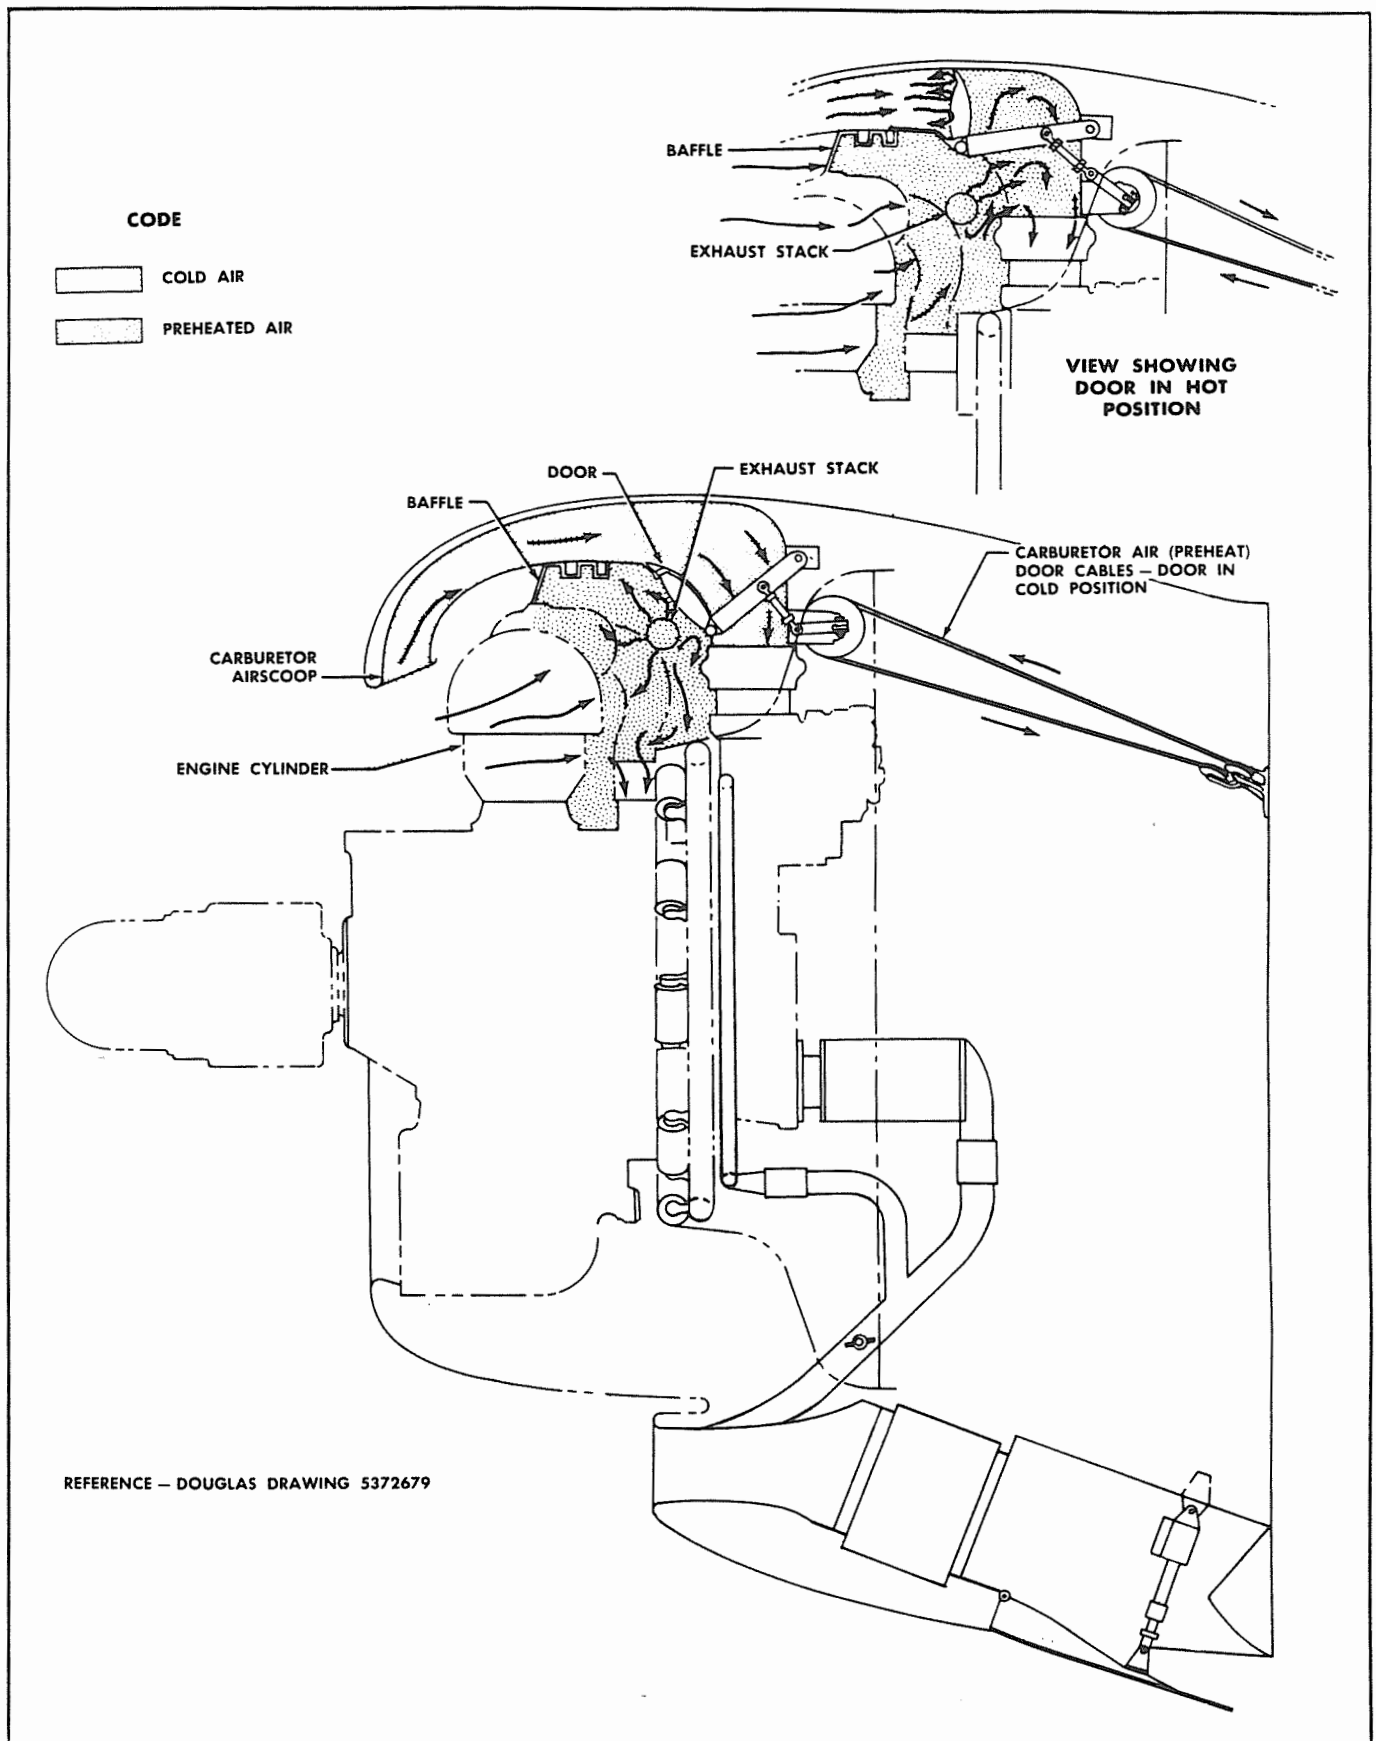 BAFFLE
CODE
EXHAUST STACK
COLD AIR
PREHEATED AIR
VIEW SHOWING
DOOR IN HOT
POSITION
DOOR
EXHAUST STACK
BAFFLE
CARBURETOR AIR (PREHEAT)
DOOR CABLES — DOOR IN
COLD POSITION
CARBURETOR
AIRSCOOP
ENGINE CYLINDER
REFERENCE — DOUGLAS DRAWING 5372679